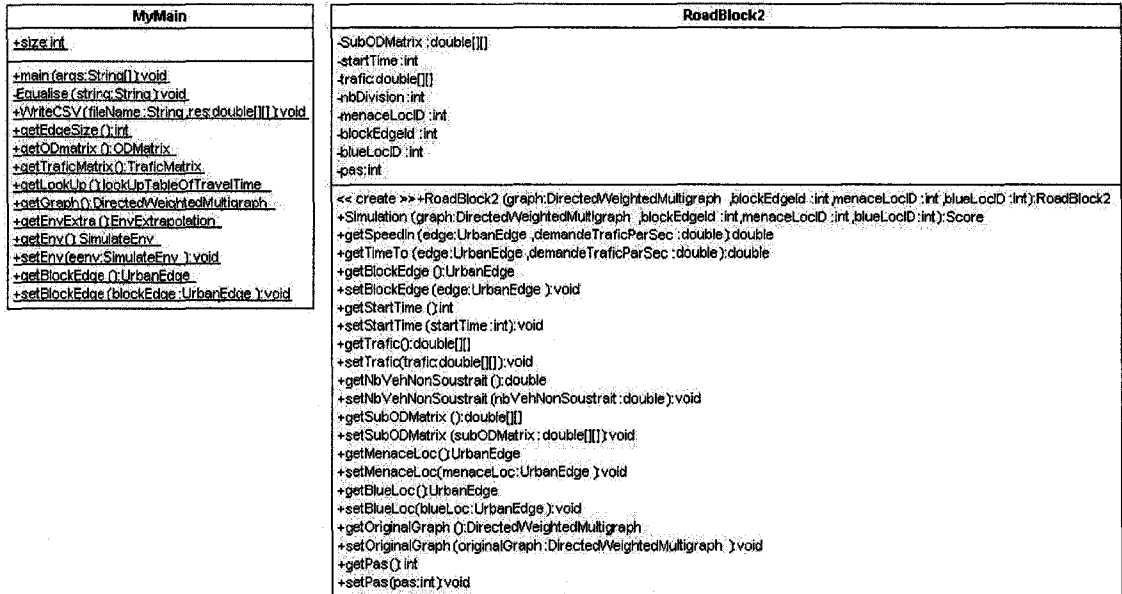 MyMain
+size:int
+main(args:String[]):void
-Equalise(string:String):void
+WriteCSV(fileName:String,res:double[][]):void
+getEdgeSize():int
+getODmatrix():ODMatrix
+getTraficMatrix():TraficMatrix
+getLookUp():lookUpTableOfTravelTime
+getGraph():DirectedWeightedMultigraph
+getEnvExtra():EnvExtrapolation
+getEnv():SimulateEnv
+setEnv(eenv:SimulateEnv):void
+getBlockEdge():UrbanEdge
+setBlockEdge(blockEdge:UrbanEdge):void
RoadBlock2
-SubODMatrix:double[][]
-startTime:int
-trafic:double[][]
-nbDivision:int
-menaceLocID:int
-blockEdgeId:int
-blueLocID:int
-pas:int
<< create >>+RoadBlock2(graph:DirectedWeightedMultigraph,blockEdgeId:int,menaceLocID:int,blueLocID:int):RoadBlock2
+Simulation(graph:DirectedWeightedMultigraph,blockEdgeId:int,menaceLocID:int,blueLocID:int):Score
+getSpeedIn(edge:UrbanEdge,demandeTraficParSec:double):double
+getTimeTo(edge:UrbanEdge,demandeTraficParSec:double):double
+getBlockEdge():UrbanEdge
+setBlockEdge(edge:UrbanEdge):void
+getStartTime():int
+setStartTime(startTime:int):void
+getTrafic():double[][]
+setTrafic(trafic:double[][]):void
+getNbVehNonSoustrait():double
+setNbVehNonSoustrait(nbVehNonSoustrait:double):void
+getSubODMatrix():double[][]
+setSubODMatrix(subODMatrix:double[][]):void
+getMenaceLoc():UrbanEdge
+setMenaceLoc(menaceLoc:UrbanEdge):void
+getBlueLoc():UrbanEdge
+setBlueLoc(blueLoc:UrbanEdge):void
+getOriginalGraph():DirectedWeightedMultigraph
+setOriginalGraph(originalGraph:DirectedWeightedMultigraph):void
+getPas():int
+setPas(pas:int):void